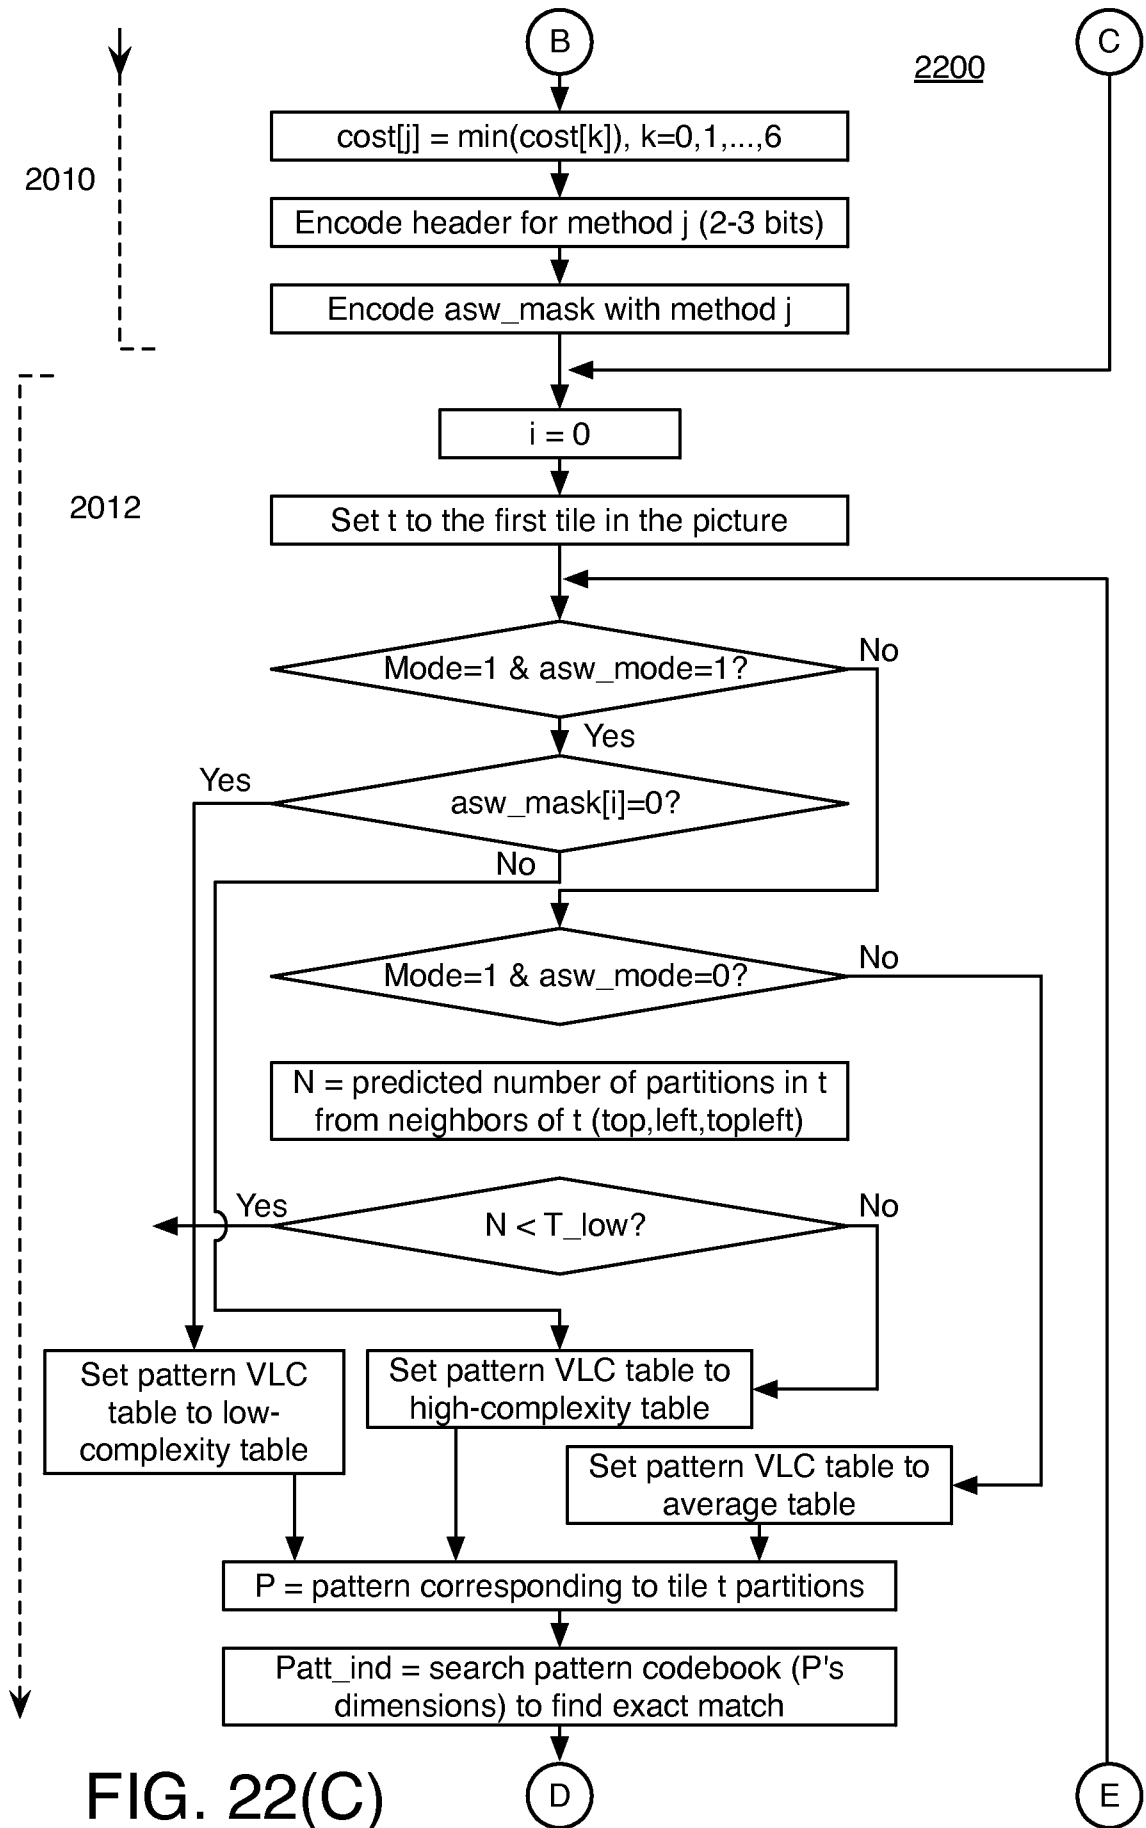 B
C
2200
cost[j] = min(cost[k]), k=0,1,...,6
2010
Encode header for method j (2-3 bits)
Encode asw_mask with method j
i = 0
2012
Set t to the first tile in the picture
Mode=1 & asw_mode=1?
No
Yes
Yes
asw_mask[i]=0?
No
Mode=1 & asw_mode=0?
No
N = predicted number of partitions in t
from neighbors of t (top,left,topleft)
Yes
N < T_low?
No
Set pattern VLC
table to low-
complexity table
Set pattern VLC table to
high-complexity table
Set pattern VLC table to
average table
P = pattern corresponding to tile t partitions
Patt_ind = search pattern codebook (P's
dimensions) to find exact match
FIG. 22(C)
D
E